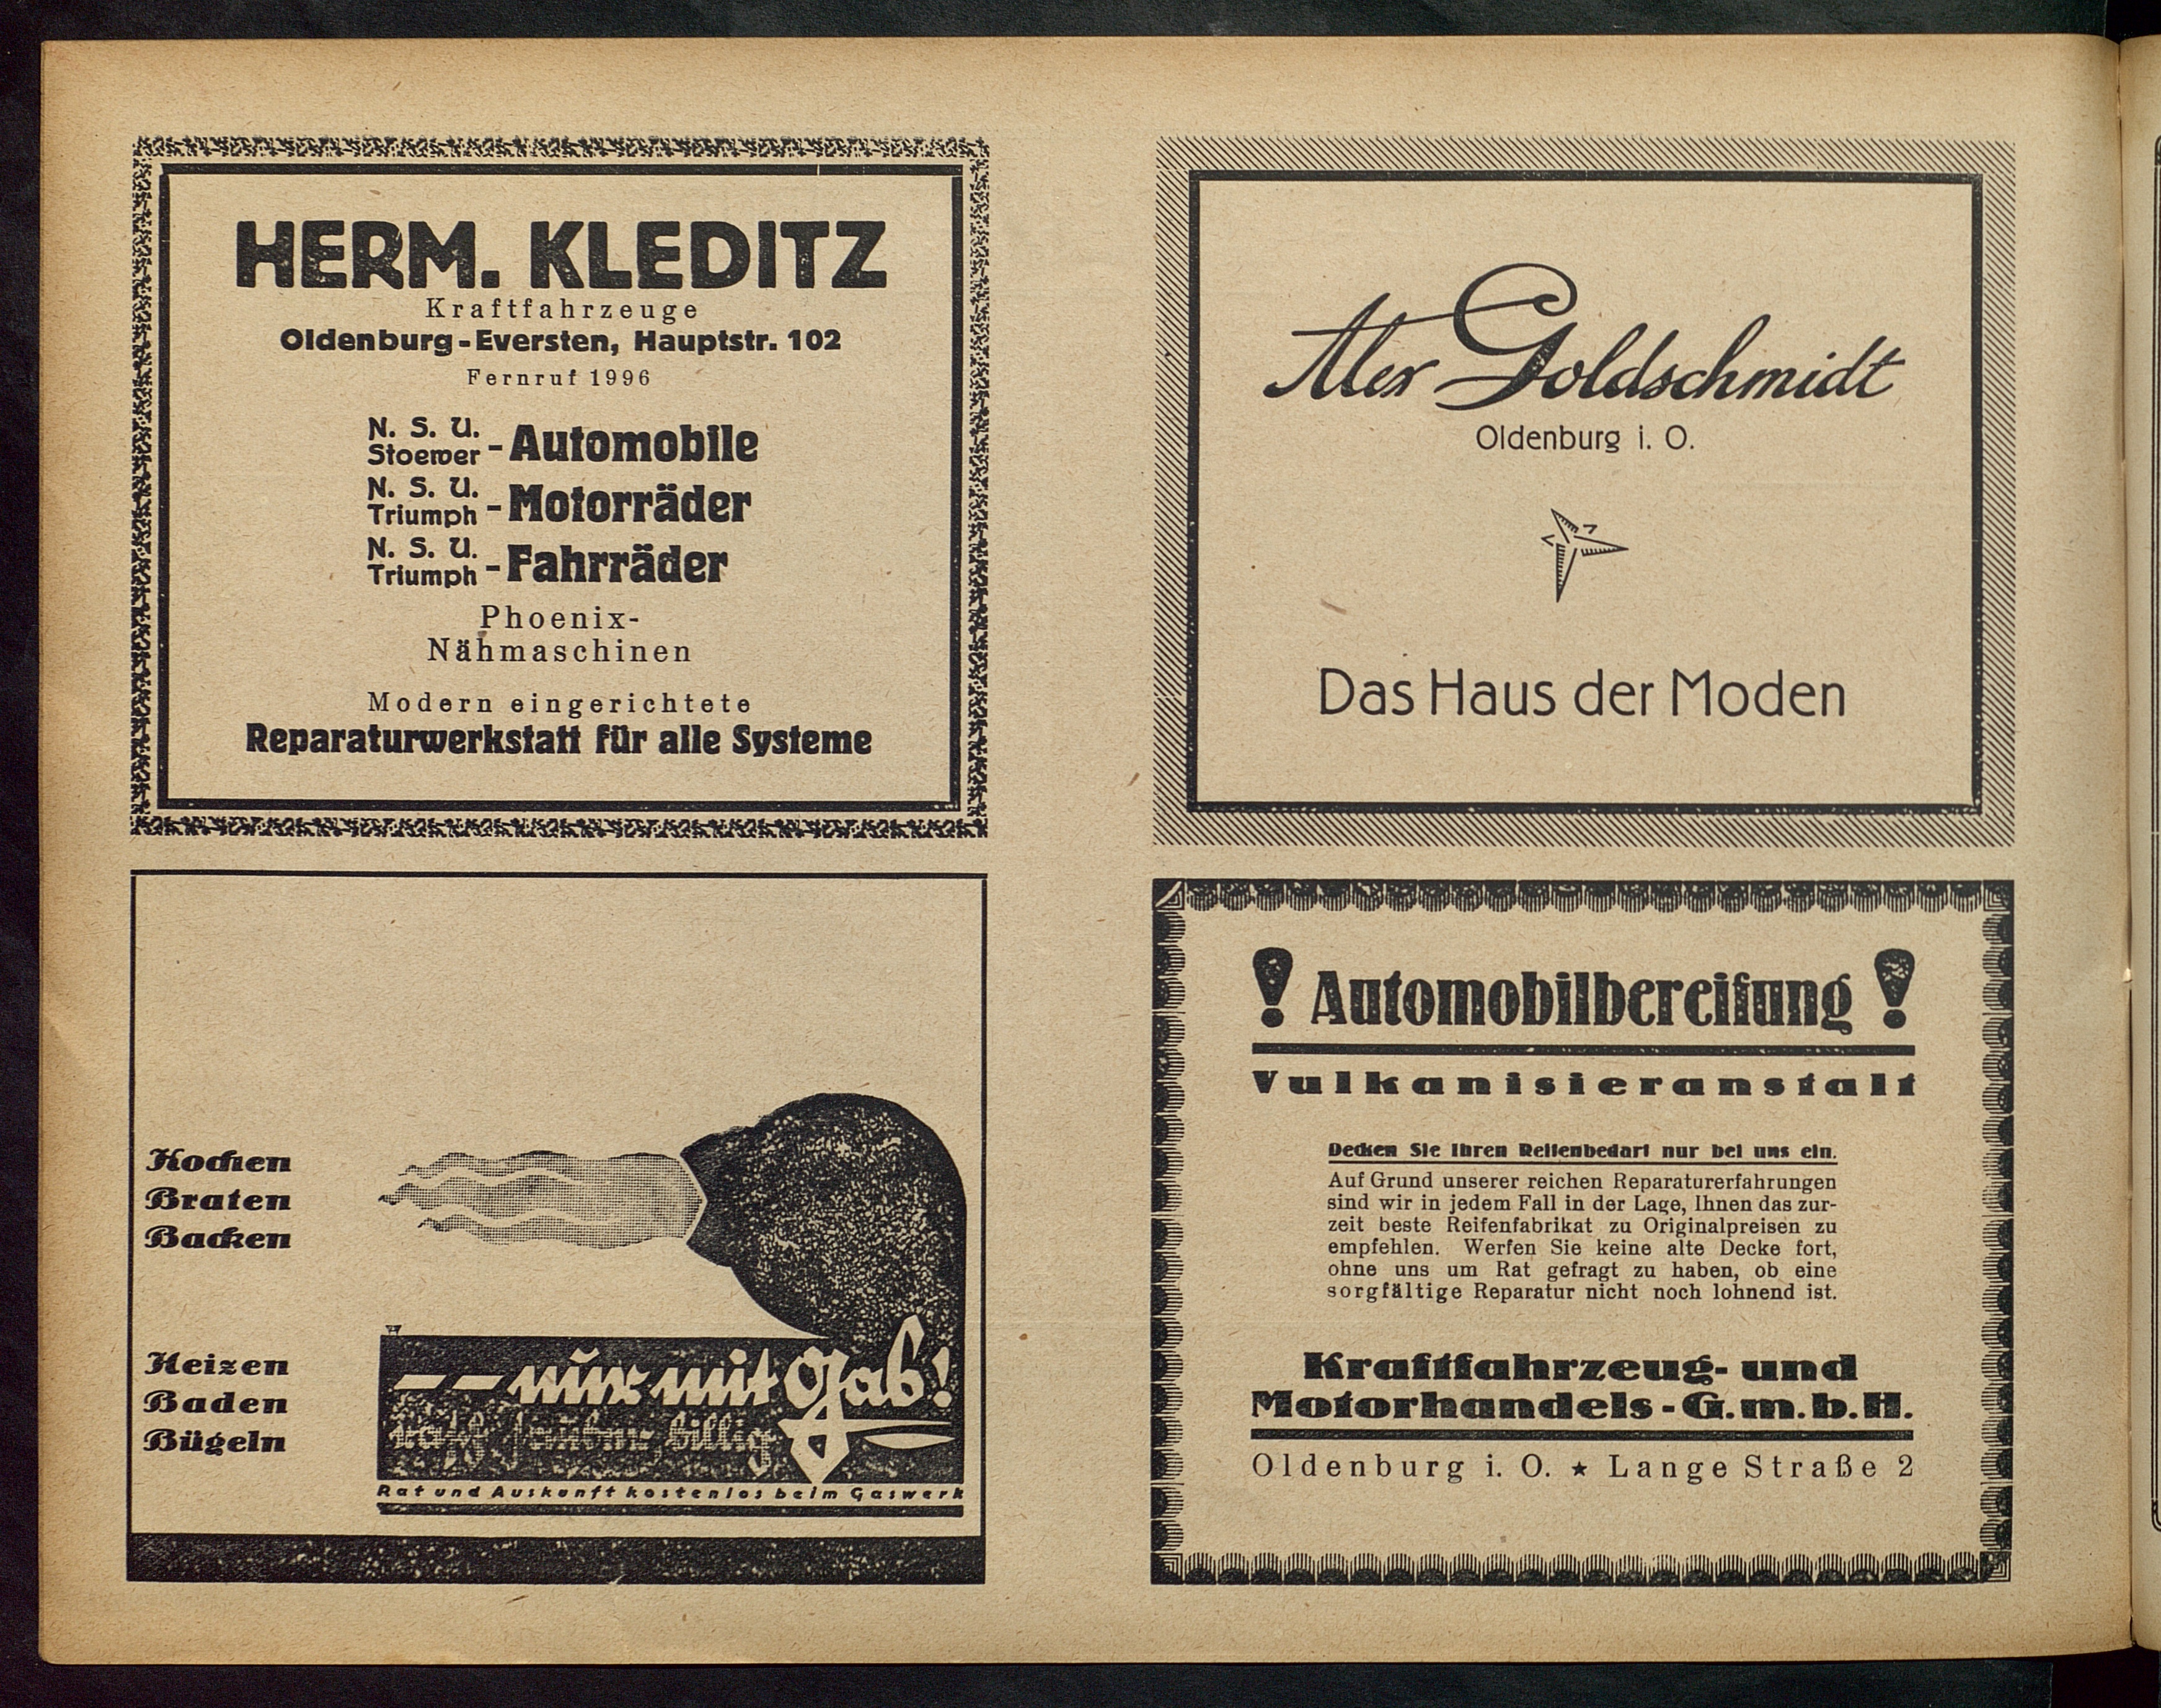 HERM. KLEDITZ
Kraftfahrzeuge
Oldenburg-Eversten, Hauptstr. 102
Fernruf 1996
N. S. U.
Stoewer - Automobile
N. S. U.
Triumph - Motorräder
N. S. U.
Triumph - Fahrräder
Phoenix-
Nähmaschinen
Modern eingerichtete
Reparaturwerkstatt für alle Systeme
Alex Goldschmidt
Oldenburg i. O.
Das Haus der Moden
Kochen
Braten
Backen
Heizen
Baden
Bügeln
-- nur mit Gas!
rasch, sauber, billig
Rat und Auskunft kostenlos beim Gaswerk
! Automobilbereifung !
Vulkanisieranstalt
Decken Sie Ihren Reifenbedarf nur bei uns ein.
Auf Grund unserer reichen Reparaturerfahrungen
sind wir in jedem Fall in der Lage, Ihnen das zur-
zeit beste Reifenfabrikat zu Originalpreisen zu
empfehlen. Werfen Sie keine alte Decke fort,
ohne uns um Rat gefragt zu haben, ob eine
sorgfältige Reparatur nicht noch lohnend ist.
Kraftfahrzeug- und
Motorhandels-G.m.b.H.
Oldenburg i. O. ★ Lange Straße 2